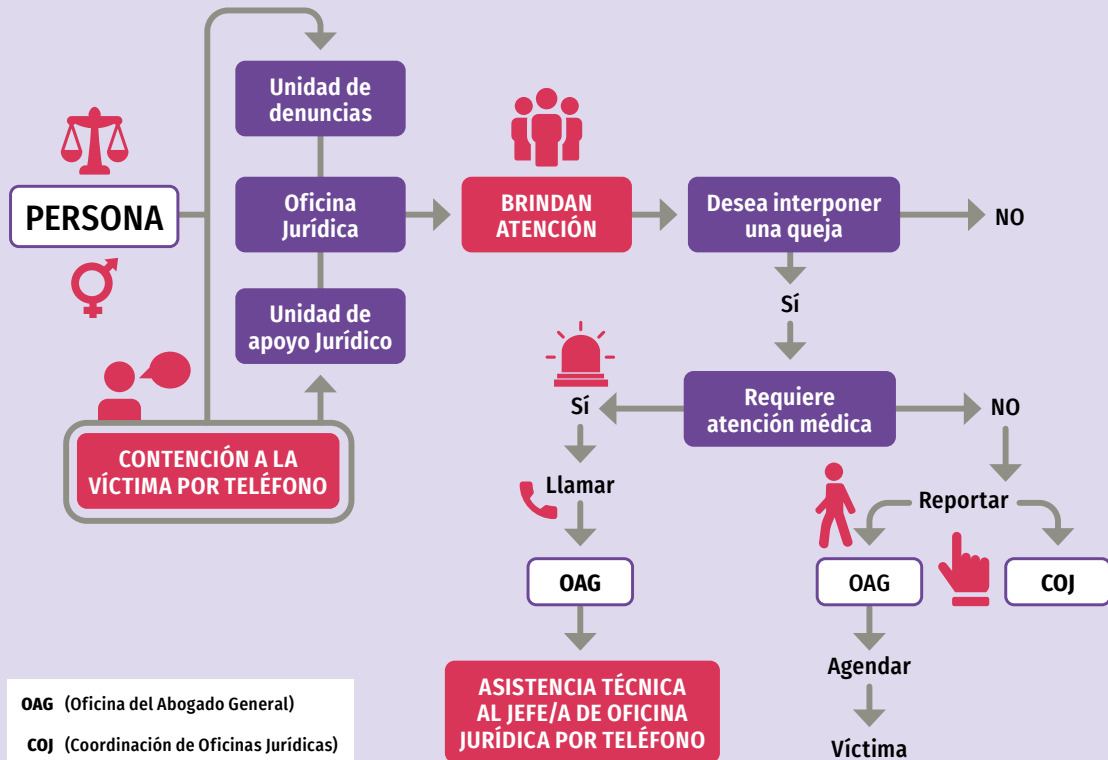 Unidad de
denuncias
PERSONA
Oficina
Jurídica
BRINDAN
ATENCIÓN
Desea interponer
una queja
NO
Unidad de
apoyo Jurídico
Sí
CONTENCIÓN A LA
VÍCTIMA POR TELÉFONO
Requiere
atención médica
Sí
NO
Llamar
Reportar
OAG
OAG
COJ
ASISTENCIA TÉCNICA
AL JEFE/A DE OFICINA
JURÍDICA POR TELÉFONO
Agendar
Víctima
OAG (Oficina del Abogado General)
COJ (Coordinación de Oficinas Jurídicas)